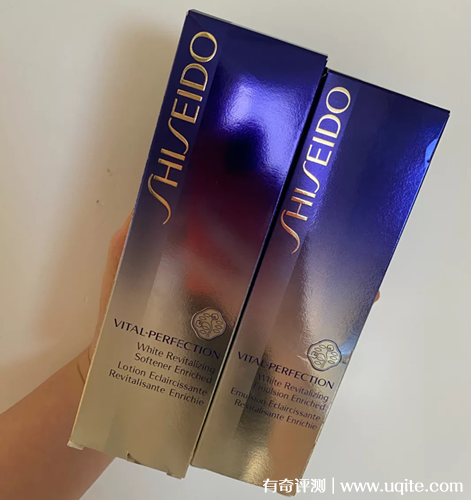 SHISEIDO
VITAL-PERFECTION
White Revitalizing
Softener Enriched
Lotion Eclaircissante
Revitalisante Enrichie
SHISEIDO
VITAL-PERFECTION
White Revitalizing
Emulsion Enriched
Emulsion Eclaircissante
Revitalisante Enrichie
有奇评测 | www.uqite.com